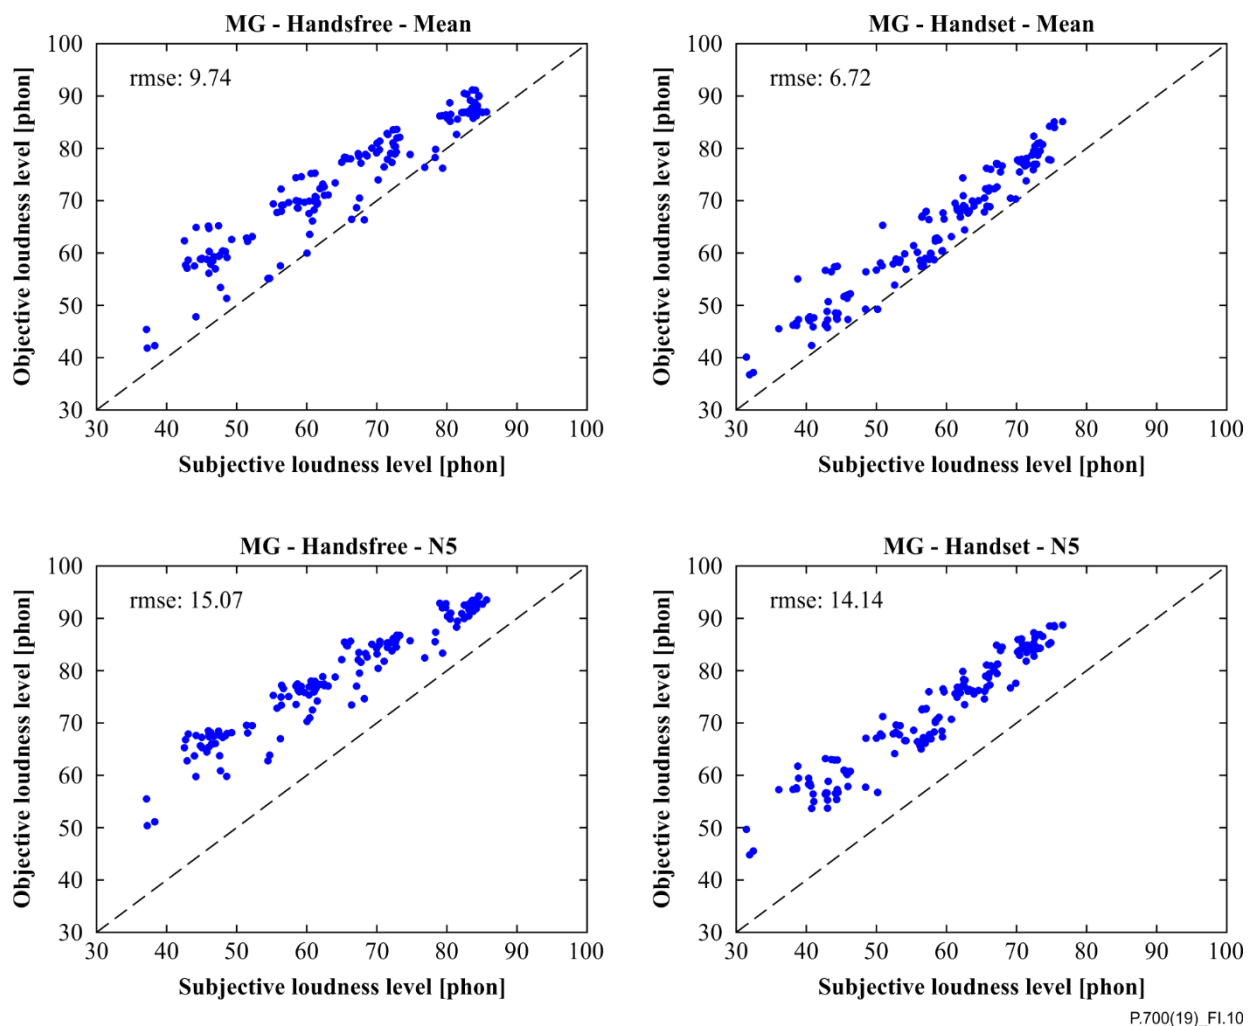 MG - Handsfree - Mean
rmse: 9.74
Objective loudness level [phon]
100
90
80
70
60
50
40
30
30 40 50 60 70 80 90 100
Subjective loudness level [phon]
MG - Handset - Mean
rmse: 6.72
Objective loudness level [phon]
100
90
80
70
60
50
40
30
30 40 50 60 70 80 90 100
Subjective loudness level [phon]
MG - Handsfree - N5
rmse: 15.07
Objective loudness level [phon]
100
90
80
70
60
50
40
30
30 40 50 60 70 80 90 100
Subjective loudness level [phon]
MG - Handset - N5
rmse: 14.14
Objective loudness level [phon]
100
90
80
70
60
50
40
30
30 40 50 60 70 80 90 100
Subjective loudness level [phon]
P.700(19)_FI.10